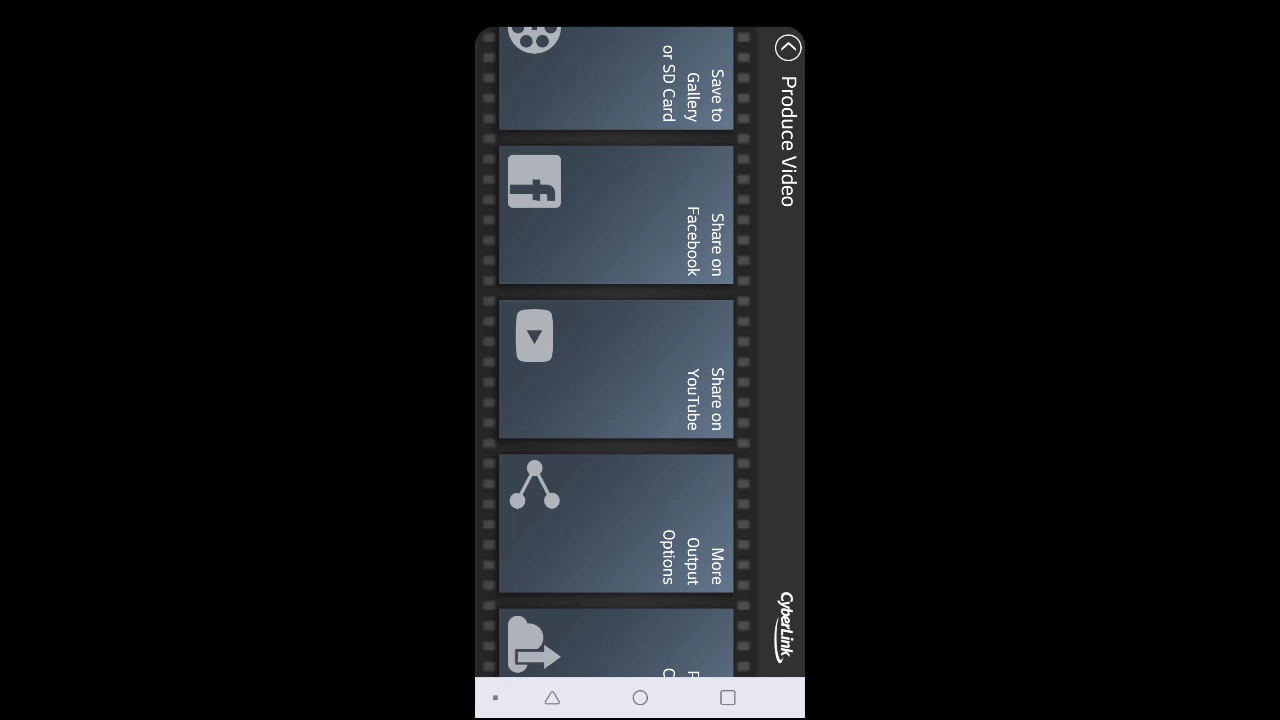 Produce Video
CyberLink
Save to
Gallery
or SD Card
Share on
Facebook
Share on
YouTube
More
Output
Options